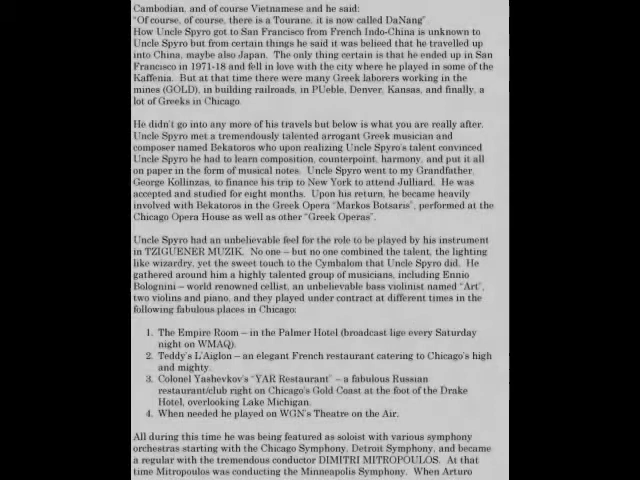 Cambodian, and of course Vietnamese and he said:
"Of course, of course, there is a Tourane, it is now called DaNang"
How Uncle Spyro got to San Francisco from French Indo-China is unknown to
Uncle Spyro but from certain things he said it was belieed that he travelled up
into China, maybe also Japan. The only thing certain is that he ended up in San
Francisco in 1971-18 and fell in love with the city where he played in some of the
Kaffenia. But at that time there were many Greek laborers working in the
mines (GOLD), in building railroads, in PUeblo, Denver, Kansas, and finally, a
lot of Greeks in Chicago.
He didn't go into any more of his travels but below is what you are really after.
Uncle Spyro met a tremendously talented arrogant Greek musician and
composer named Bekatoros who upon realizing Uncle Spyro's talent convinced
Uncle Spyro he had to learn composition, counterpoint, harmony, and put it all
on paper in the form of musical notes. Uncle Spyro went to my Grandfather,
George Kollinzas, to finance his trip to New York to attend Julliard. He was
accepted and studied for eight months. Upon his return, he became heavily
involved with Bekatoros in the Greek Opera "Markos Botsaris", performed at the
Chicago Opera House as well as other "Greek Operas".
Uncle Spyro had an unbelievable feel for the role to be played by his instrument
in TZIGUENER MUZIK. No one – but no one combined the talent, the lighting
like wizardry, yet the sweet touch to the Cymbalom that Uncle Spyro did. He
gathered around him a highly talented group of musicians, including Ennio
Bolognini – world renowned cellist, an unbelievable bass violinist named "Art",
two violins and piano, and they played under contract at different times in the
following fabulous places in Chicago:
1. The Empire Room – in the Palmer Hotel (broadcast lige every Saturday
night on WMAQ).
2. Teddy's L'Aiglon – an elegant French restaurant catering to Chicago's high
and mighty.
3. Colonel Yashevkov's "YAR Restaurant" – a fabulous Russian
restaurant/club right on Chicago's Gold Coast at the foot of the Drake
Hotel, overlooking Lake Michigan.
4. When needed he played on WGN's Theatre on the Air.
All during this time he was being featured as soloist with various symphony
orchestras starting with the Chicago Symphony, Detroit Symphony, and became
a regular with the tremendous conductor DIMITRI MITROPOULOS. At that
time Mitropoulos was conducting the Minneapolis Symphony. When Arturo